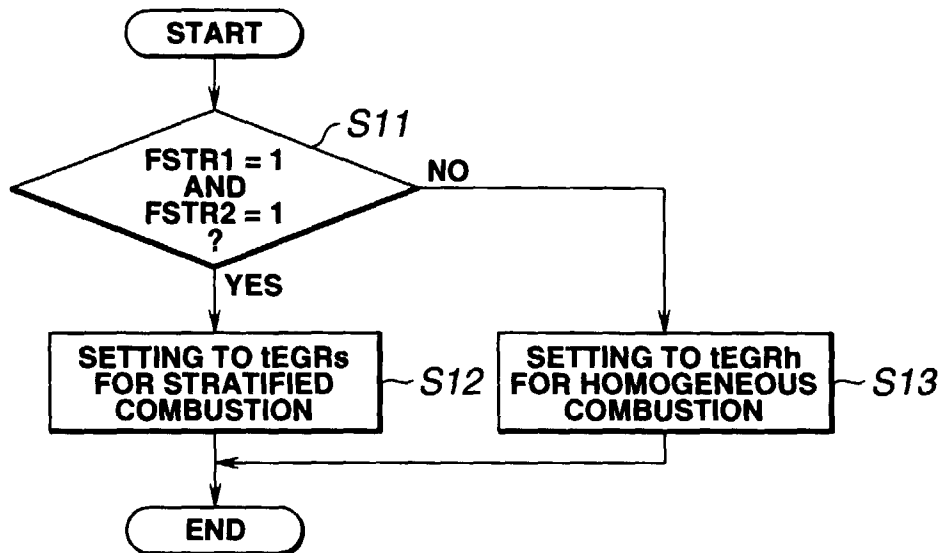 START
S11
FSTR1 = 1
AND
FSTR2 = 1
?
NO
YES
SETTING TO tEGRs
FOR STRATIFIED
COMBUSTION
S12
SETTING TO tEGRh
FOR HOMOGENEOUS
COMBUSTION
S13
END